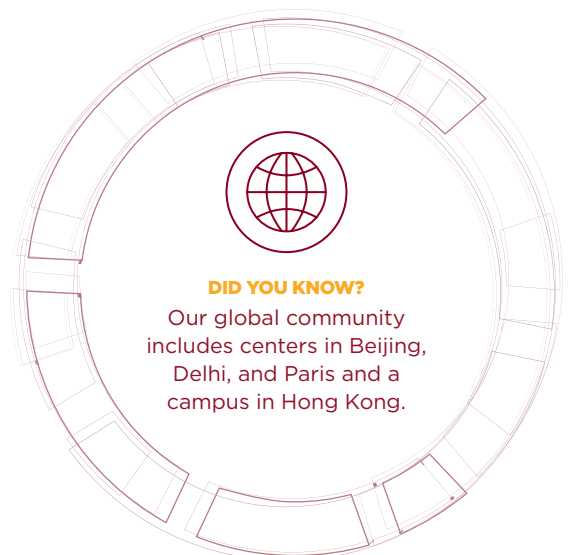 DID YOU KNOW?
Our global community
includes centers in Beijing,
Delhi, and Paris and a
campus in Hong Kong.